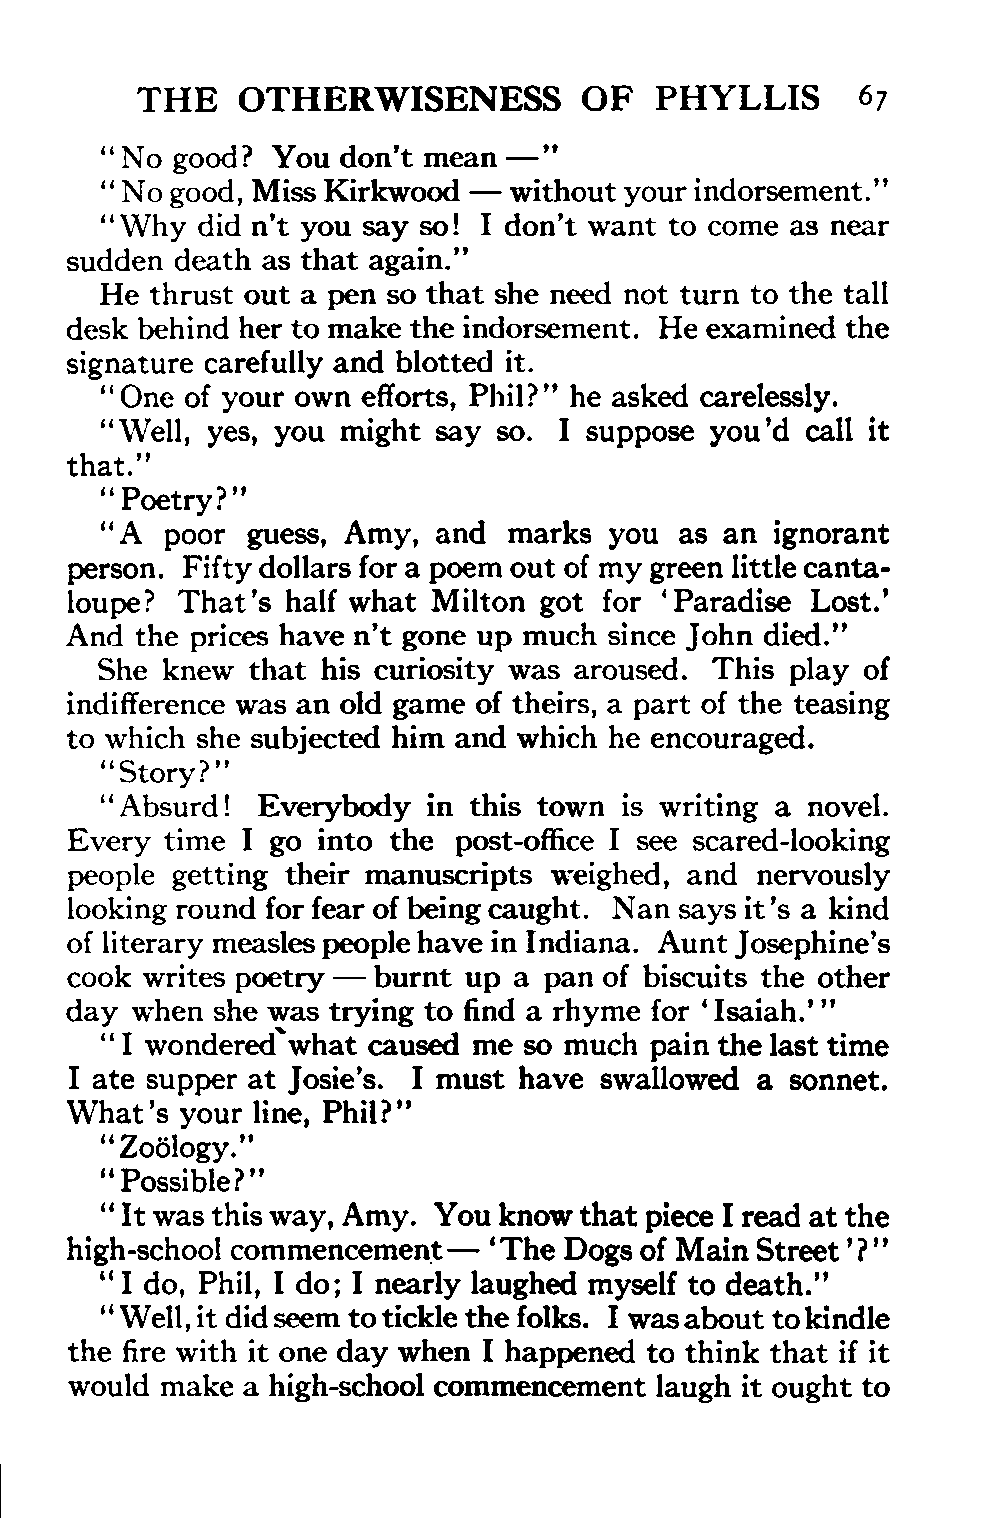 THE OTHERWISENESS OF PHYLLIS 67
"No good? You don't mean —"
"No good, Miss Kirkwood — without your indorsement."
"Why did n't you say so! I don't want to come as near
sudden death as that again."
He thrust out a pen so that she need not turn to the tall
desk behind her to make the indorsement. He examined the
signature carefully and blotted it.
"One of your own efforts, Phil?" he asked carelessly.
"Well, yes, you might say so. I suppose you'd call it
that."
"Poetry?"
"A poor guess, Amy, and marks you as an ignorant
person. Fifty dollars for a poem out of my green little canta-
loupe? That's half what Milton got for 'Paradise Lost.'
And the prices have n't gone up much since John died."
She knew that his curiosity was aroused. This play of
indifference was an old game of theirs, a part of the teasing
to which she subjected him and which he encouraged.
"Story?"
"Absurd! Everybody in this town is writing a novel.
Every time I go into the post-office I see scared-looking
people getting their manuscripts weighed, and nervously
looking round for fear of being caught. Nan says it's a kind
of literary measles people have in Indiana. Aunt Josephine's
cook writes poetry — burnt up a pan of biscuits the other
day when she was trying to find a rhyme for 'Isaiah.'"
"I wondered what caused me so much pain the last time
I ate supper at Josie's. I must have swallowed a sonnet.
What's your line, Phil?"
"Zoölogy."
"Possible?"
"It was this way, Amy. You know that piece I read at the
high-school commencement — 'The Dogs of Main Street'?"
"I do, Phil, I do; I nearly laughed myself to death."
"Well, it did seem to tickle the folks. I was about to kindle
the fire with it one day when I happened to think that if it
would make a high-school commencement laugh it ought to